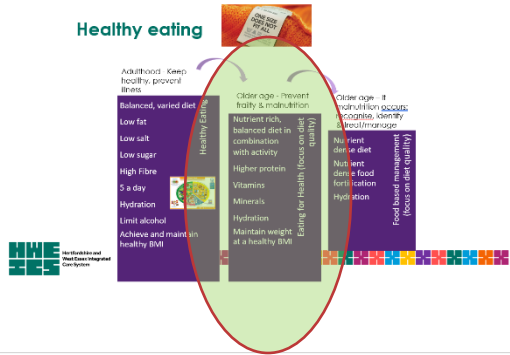 Healthy eating
ONE SIZE
DOES NOT
FIT ALL
Adulthood - Keep
healthy, prevent
illness
Balanced, varied diet
Low fat
Low salt
Low sugar
High Fibre
5 a day
Hydration
Limit alcohol
Achieve and maintain
healthy BMI
Healthy Eating
Older age - Prevent
frailty & malnutrition
Nutrient rich,
balanced diet in
combination
with activity
Higher protein
Vitamins
Minerals
Hydration
Maintain weight
at a healthy BMI
Eating for Health (focus on diet
quality)
Older age - If
malnutrition occurs:
recognise, identify
& treat/manage
Nutrient
dense diet
Nutrient
dense food
fortification
Hydration
Food based management
(focus on diet quality)
HWE
ICS
Hertfordshire and
West Essex Integrated
Care System